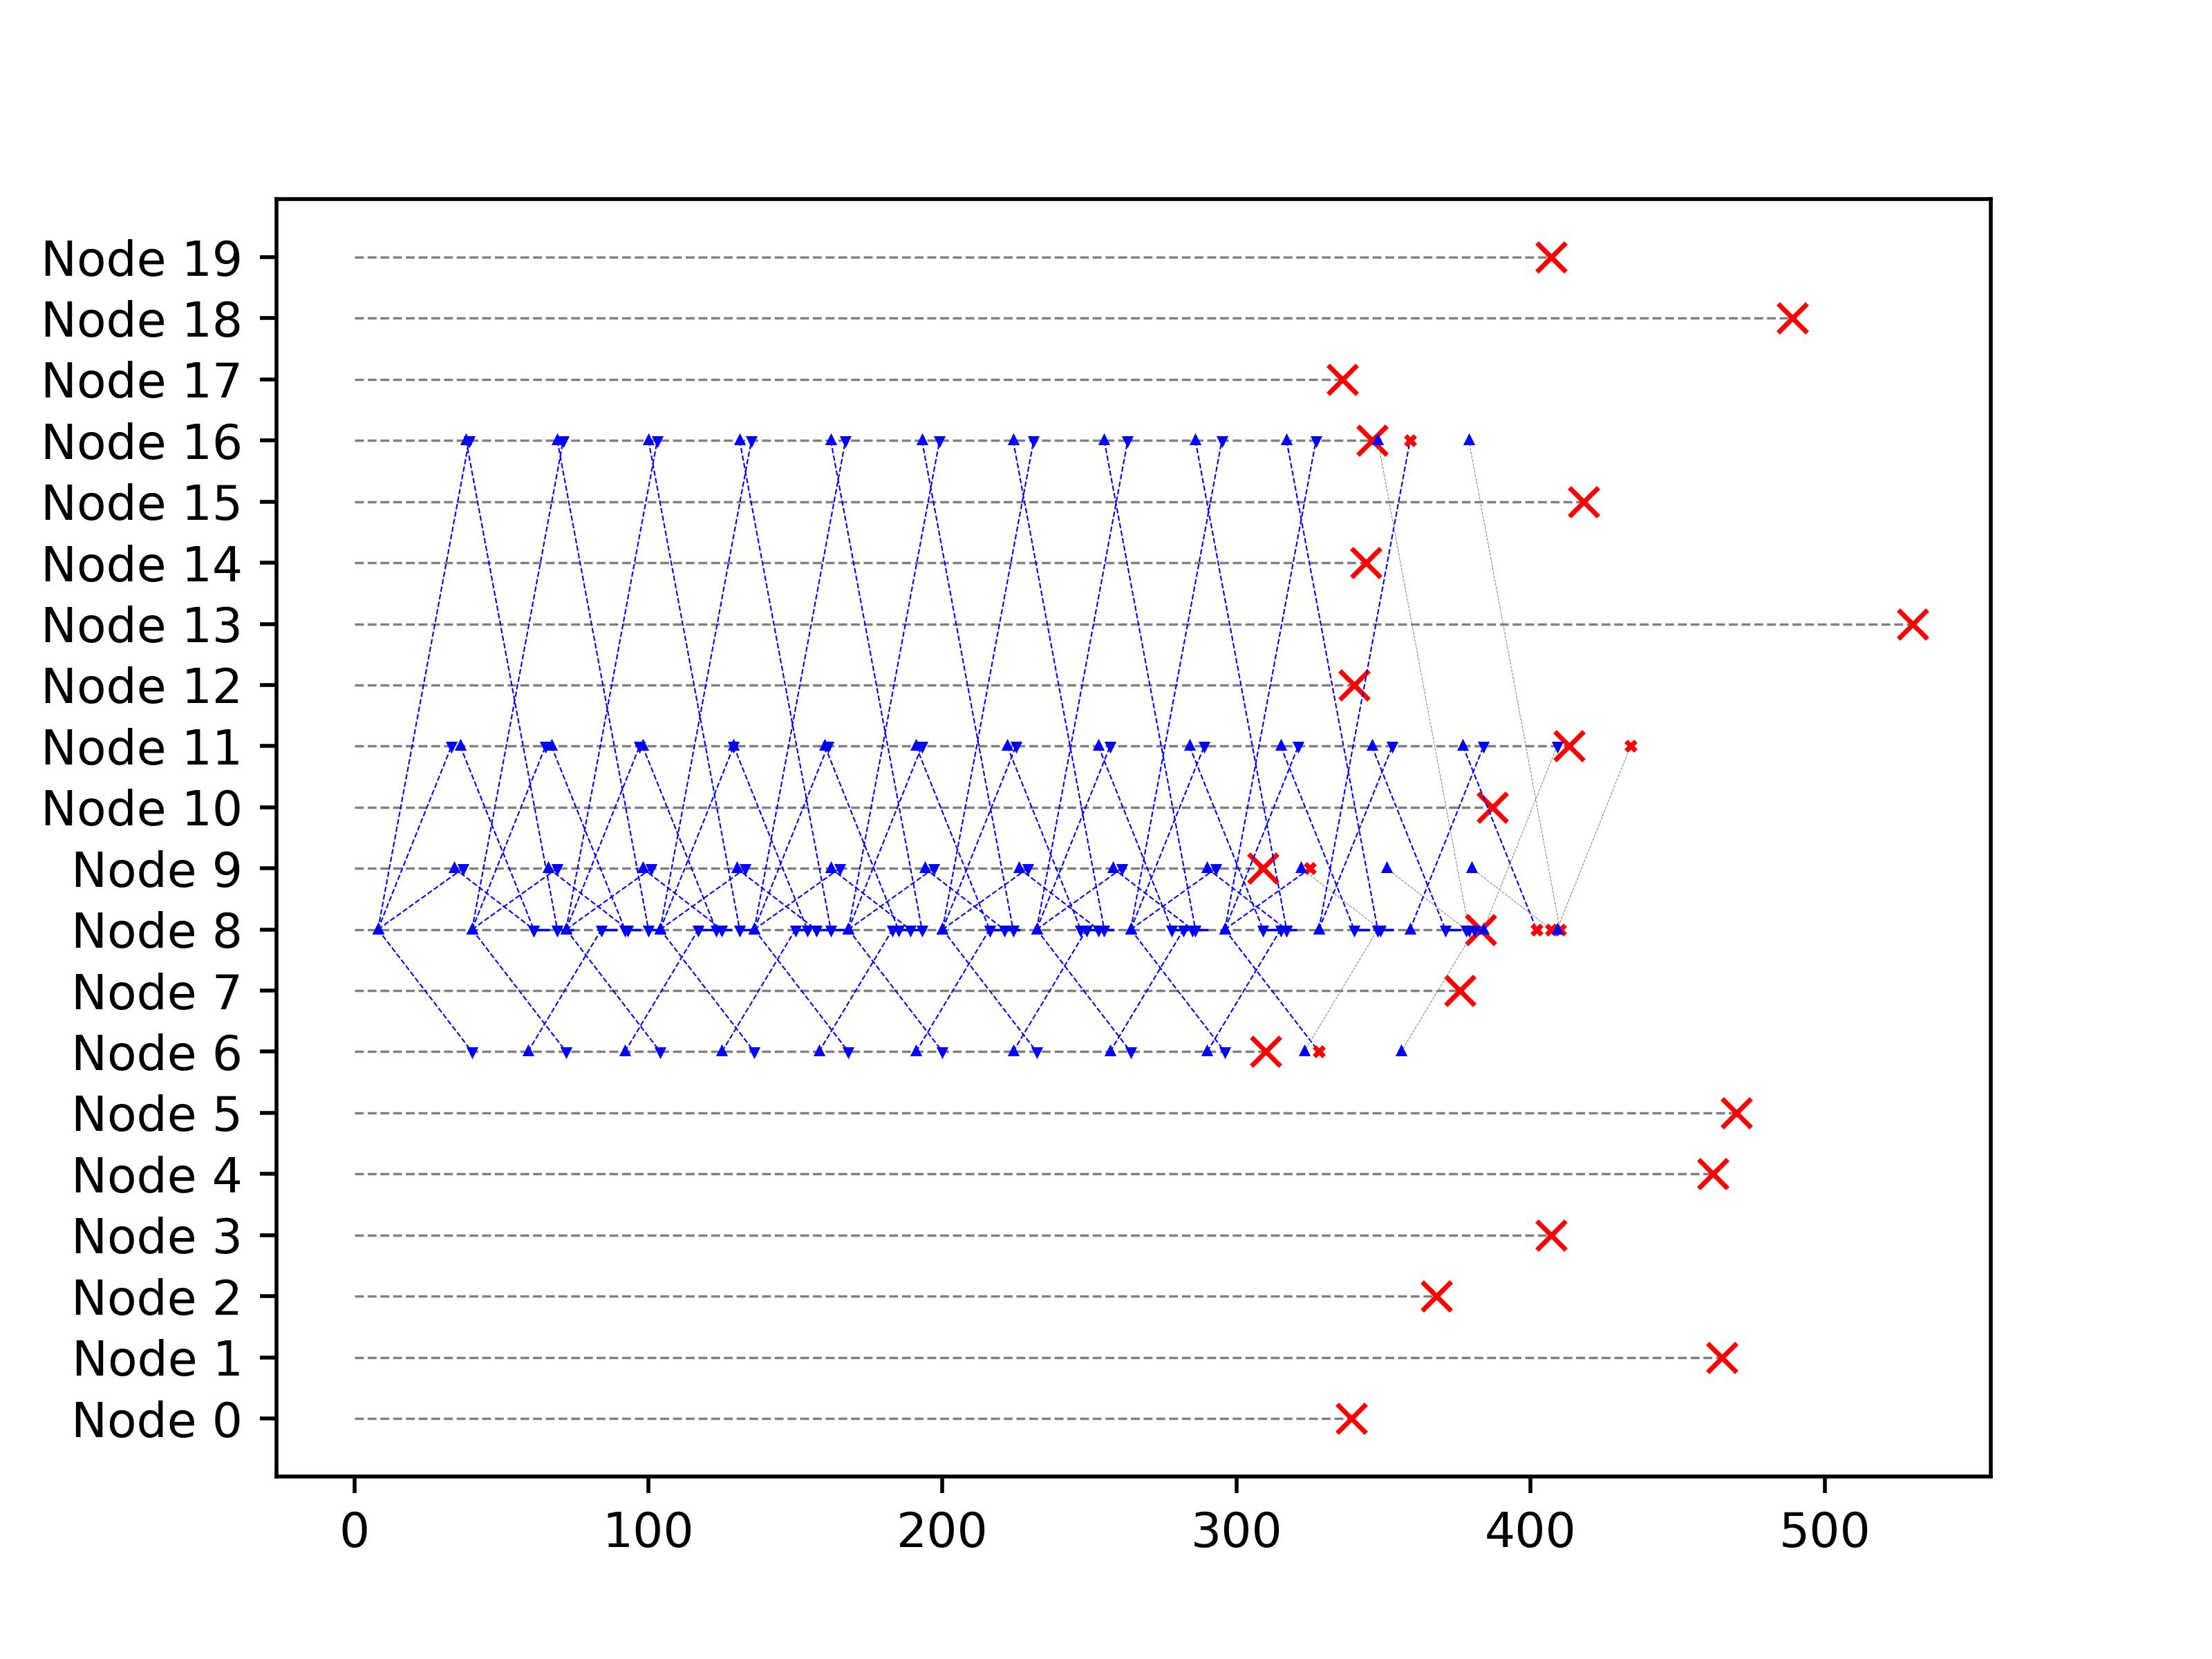 Node 19
Node 18
Node 17
Node 16
Node 15
Node 14
Node 13
Node 12
Node 11
Node 10
Node 9
Node 8
Node 7
Node 6
Node 5
Node 4
Node 3
Node 2
Node 1
Node 0
0 100 200 300 400 500